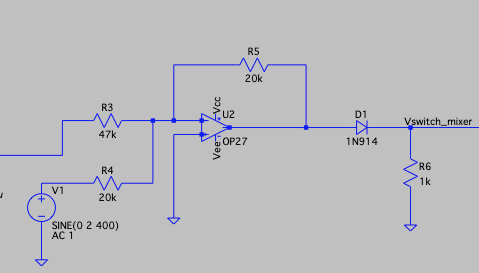 R5
20k
R3
47k
Vcc
U2
OP27
Vee
D1
1N914
Vswitch_mixer
R4
20k
R6
1k
V1
SINE(0 2 400)
AC 1